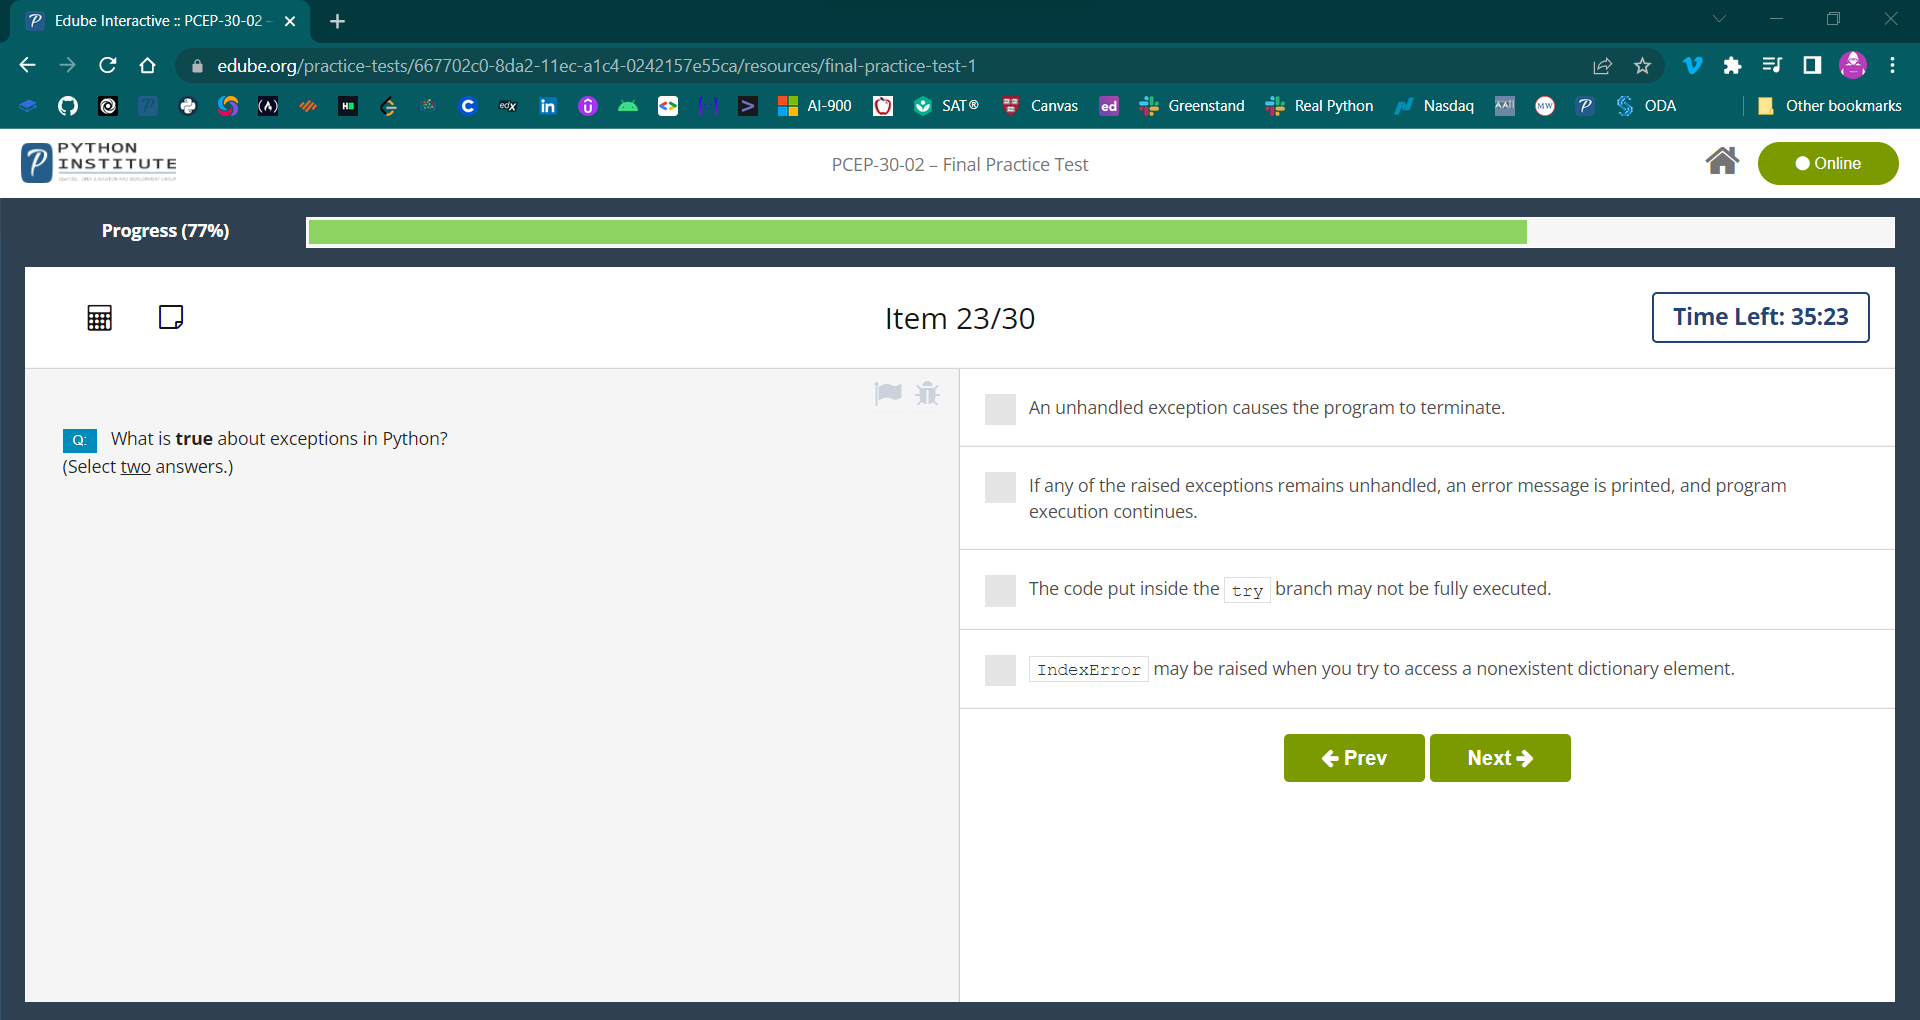 Edube Interactive :: PCEP-30-02 -
edube.org/practice-tests/667702c0-8da2-11ec-a1c4-0242157e55ca/resources/final-practice-test-1
AI-900
SAT®
Canvas
ed
Greenstand
Real Python
Nasdaq
ODA
Other bookmarks
PYTHON
INSTITUTE
PCEP-30-02 – Final Practice Test
Online
Progress (77%)
Item 23/30
Time Left: 35:23
Q: What is true about exceptions in Python?
(Select two answers.)
An unhandled exception causes the program to terminate.
If any of the raised exceptions remains unhandled, an error message is printed, and program
execution continues.
The code put inside the try branch may not be fully executed.
IndexError may be raised when you try to access a nonexistent dictionary element.
Prev
Next